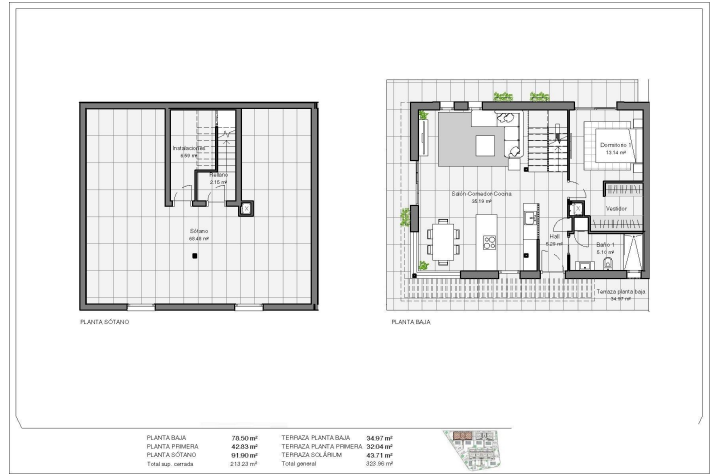 Instalaciones
6.69 m²
Rellano
2.15 m²
Sótano
69.48 m²
PLANTA SÓTANO
Salón-Comedor Cocina
35.19 m²
Dormitorio 1
13.14 m²
Vestidor
Hall
6.29 m²
Baño 1
5.10 m²
Terraza planta baja
34.97 m²
PLANTA BAJA
PLANTA BAJA 78.50 m² TERRAZA PLANTA BAJA 34.97 m²
PLANTA PRIMERA 42.83 m² TERRAZA PLANTA PRIMERA 32.04 m²
PLANTA SÓTANO 91.90 m² TERRAZA SOLÁRIUM 43.71 m²
Total sup. cerrada 213.23 m² Total general 323.96 m²